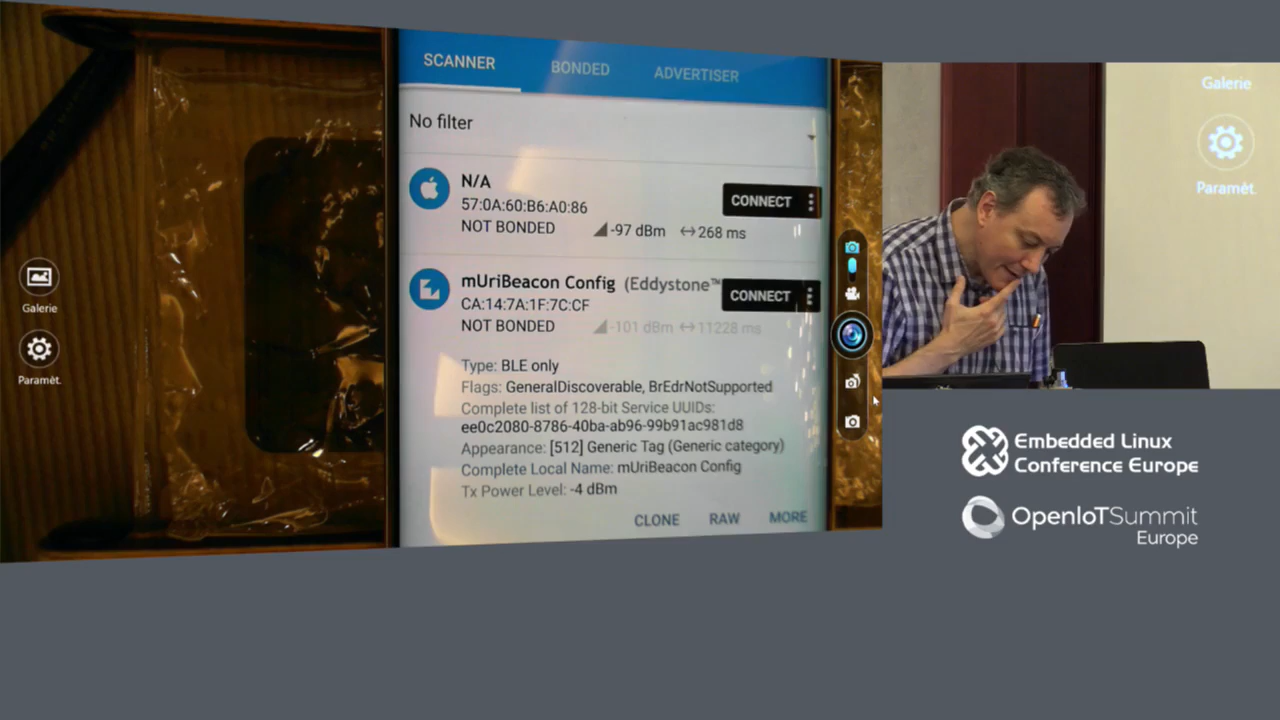 SCANNER
BONDED
ADVERTISER
No filter
N/A
57:0A:60:B6:A0:86
NOT BONDED
-97 dBm
268 ms
CONNECT
mUriBeacon Config (Eddystone™
CA:14:7A:1F:7C:CF
NOT BONDED
-101 dBm
11228 ms
CONNECT
Type: BLE only
Flags: GeneralDiscoverable, BrEdrNotSupported
Complete list of 128-bit Service UUIDs:
ee0c2080-8786-40ba-ab96-99b91ac981d8
Appearance: [512] Generic Tag (Generic category)
Complete Local Name: mUriBeacon Config
Tx Power Level: -4 dBm
CLONE
RAW
MORE
Galerie
Paramèt.
Galerie
Paramèt.
Embedded Linux
Conference Europe
OpenIoTSummit
Europe